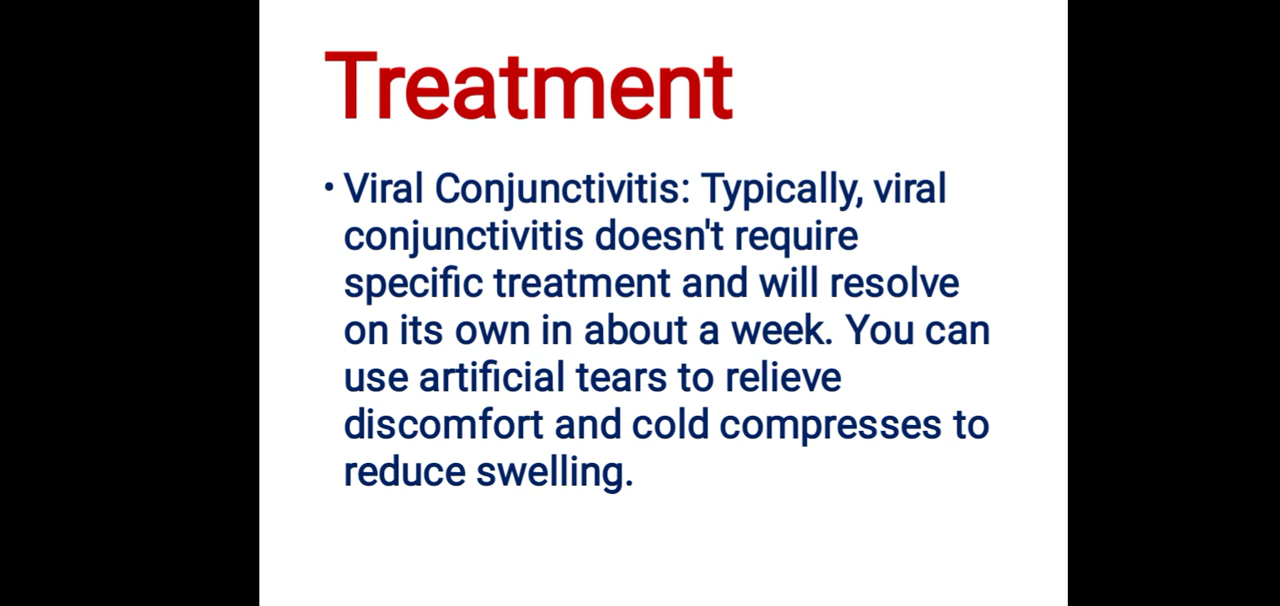 Treatment
• Viral Conjunctivitis: Typically, viral
conjunctivitis doesn't require
specific treatment and will resolve
on its own in about a week. You can
use artificial tears to relieve
discomfort and cold compresses to
reduce swelling.